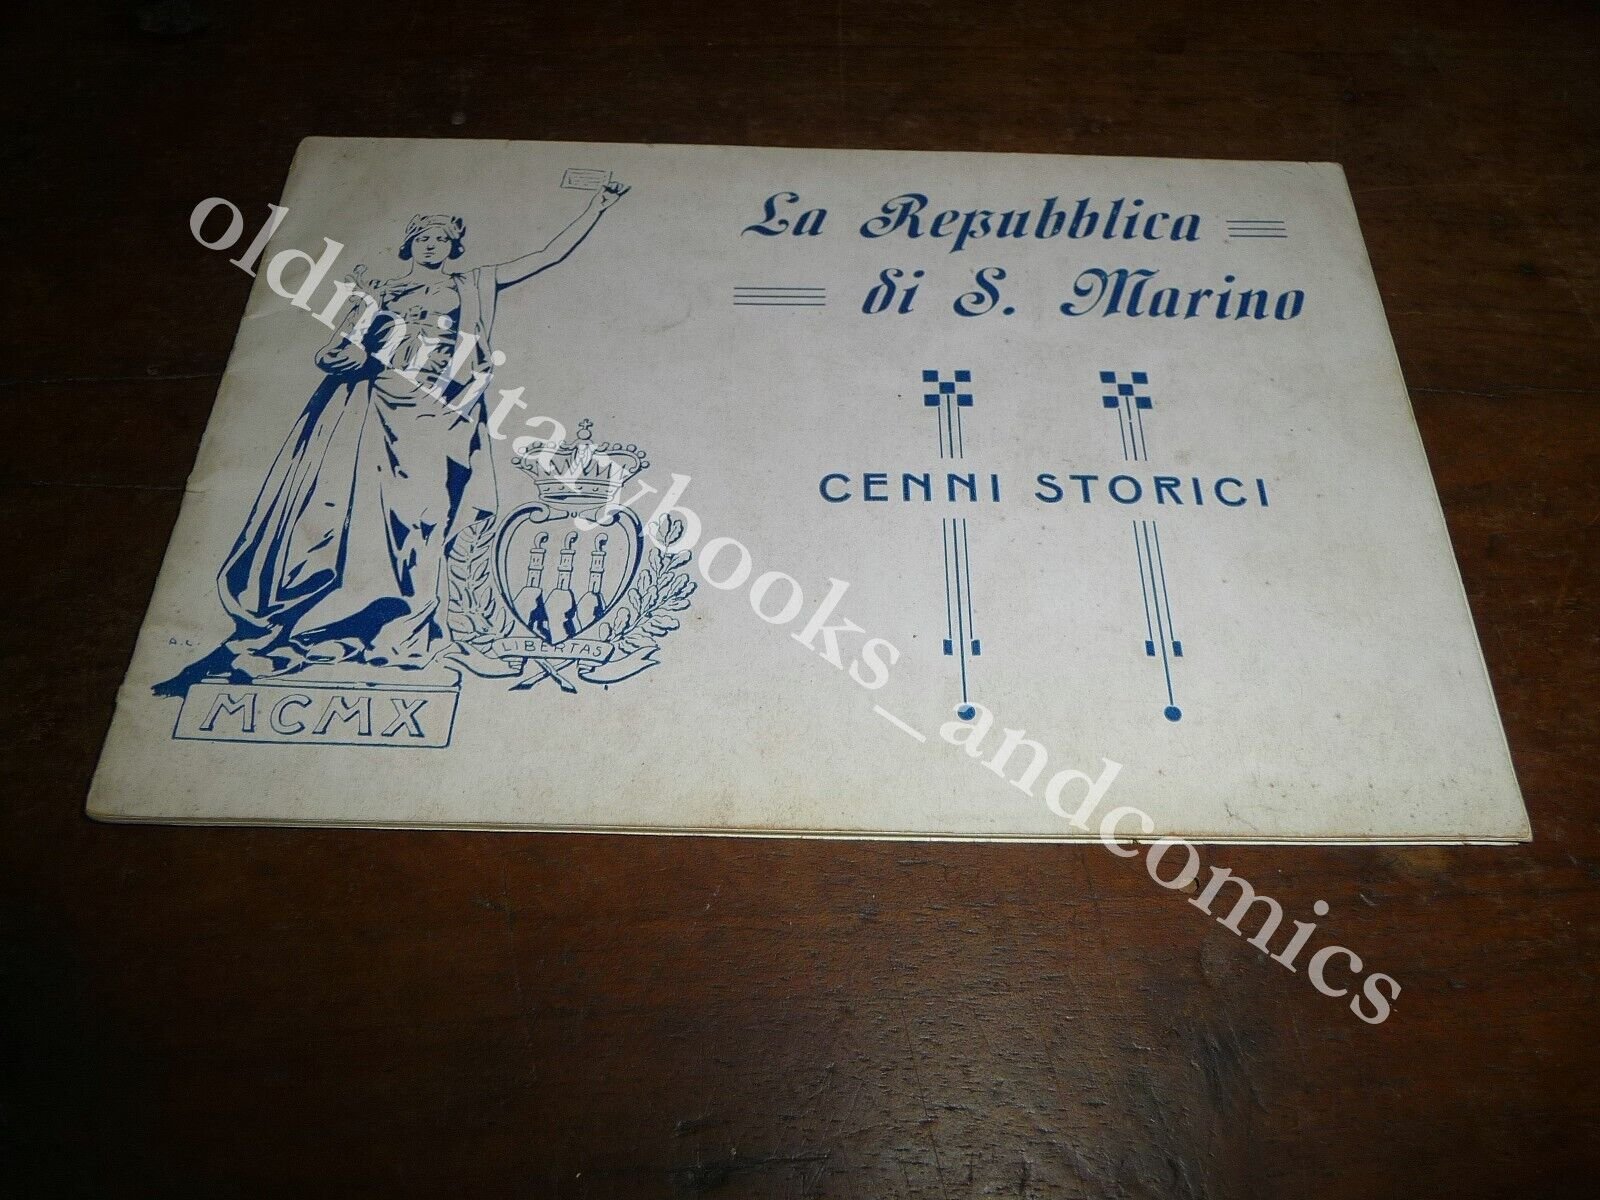 La Repubblica
di S. Marino
CENNI STORICI
LIBERTAS
A.C.
MCMX
oldmilitarybooks_andcomics